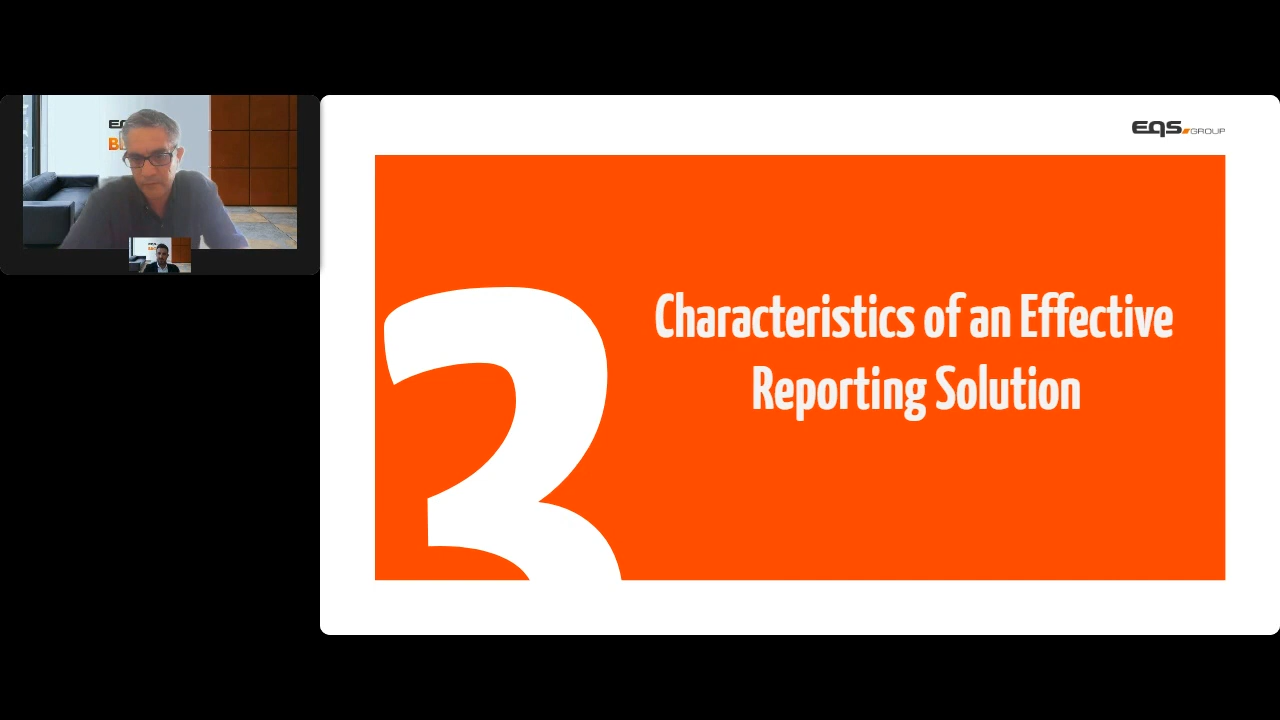 EQS GROUP
3
Characteristics of an Effective
Reporting Solution